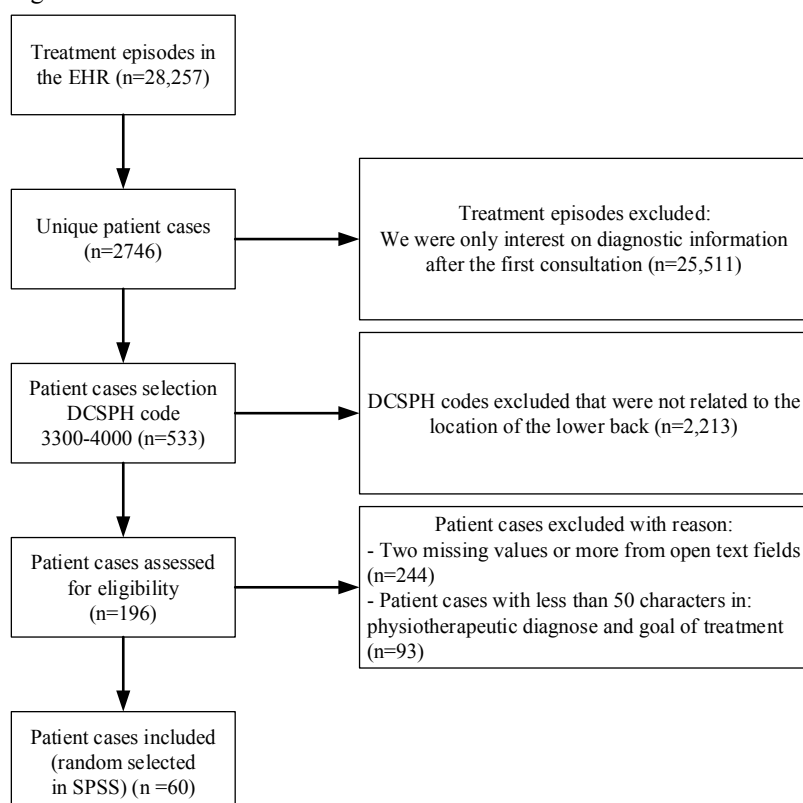 Treatment episodes in
the EHR (n=28,257)
Unique patient cases
(n=2746)
Treatment episodes excluded:
We were only interest on diagnostic information
after the first consultation (n=25,511)
Patient cases selection
DCSPH code
3300-4000 (n=533)
DCSPH codes excluded that were not related to the
location of the lower back (n=2,213)
Patient cases assessed
for eligibility
(n=196)
Patient cases excluded with reason:
- Two missing values or more from open text fields
(n=244)
- Patient cases with less than 50 characters in:
physiotherapeutic diagnose and goal of treatment
(n=93)
Patient cases included
(random selected
in SPSS) (n =60)